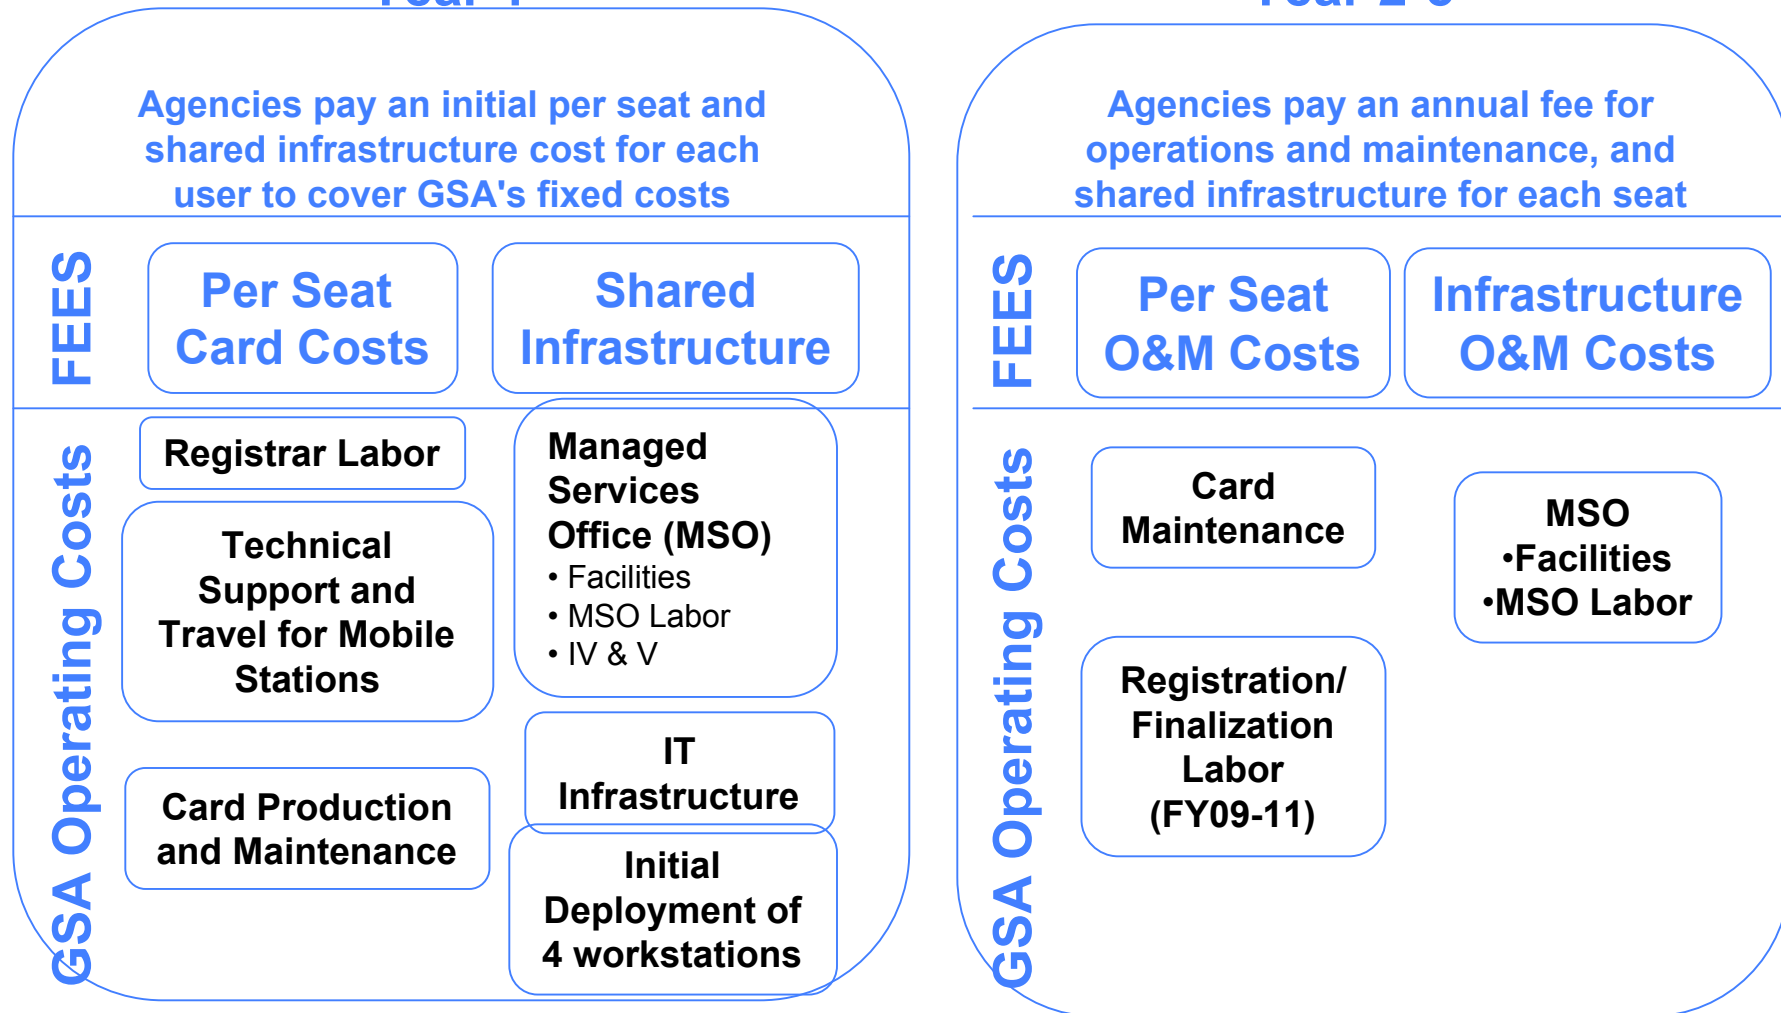 Agencies pay an initial per seat and
shared infrastructure cost for each
user to cover GSA's fixed costs
FEES
Per Seat
Card Costs
Shared
Infrastructure
GSA Operating Costs
Registrar Labor
Technical
Support and
Travel for Mobile
Stations
Card Production
and Maintenance
Managed
Services
Office (MSO)
• Facilities
• MSO Labor
• IV & V
IT
Infrastructure
Initial
Deployment of
4 workstations
Agencies pay an annual fee for
operations and maintenance, and
shared infrastructure for each seat
FEES
Per Seat
O&M Costs
Infrastructure
O&M Costs
GSA Operating Costs
Card
Maintenance
Registration/
Finalization
Labor
(FY09-11)
MSO
•Facilities
•MSO Labor